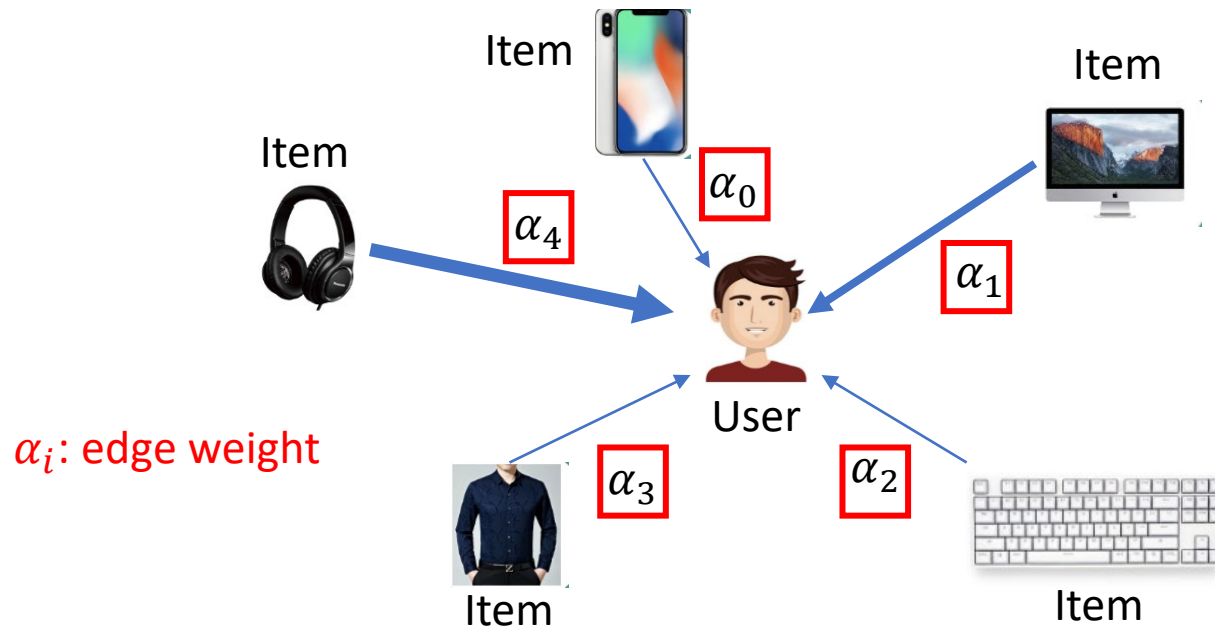 Item
Item
Item
α₀
α₄
α₁
User
αᵢ: edge weight
α₃
α₂
Item
Item